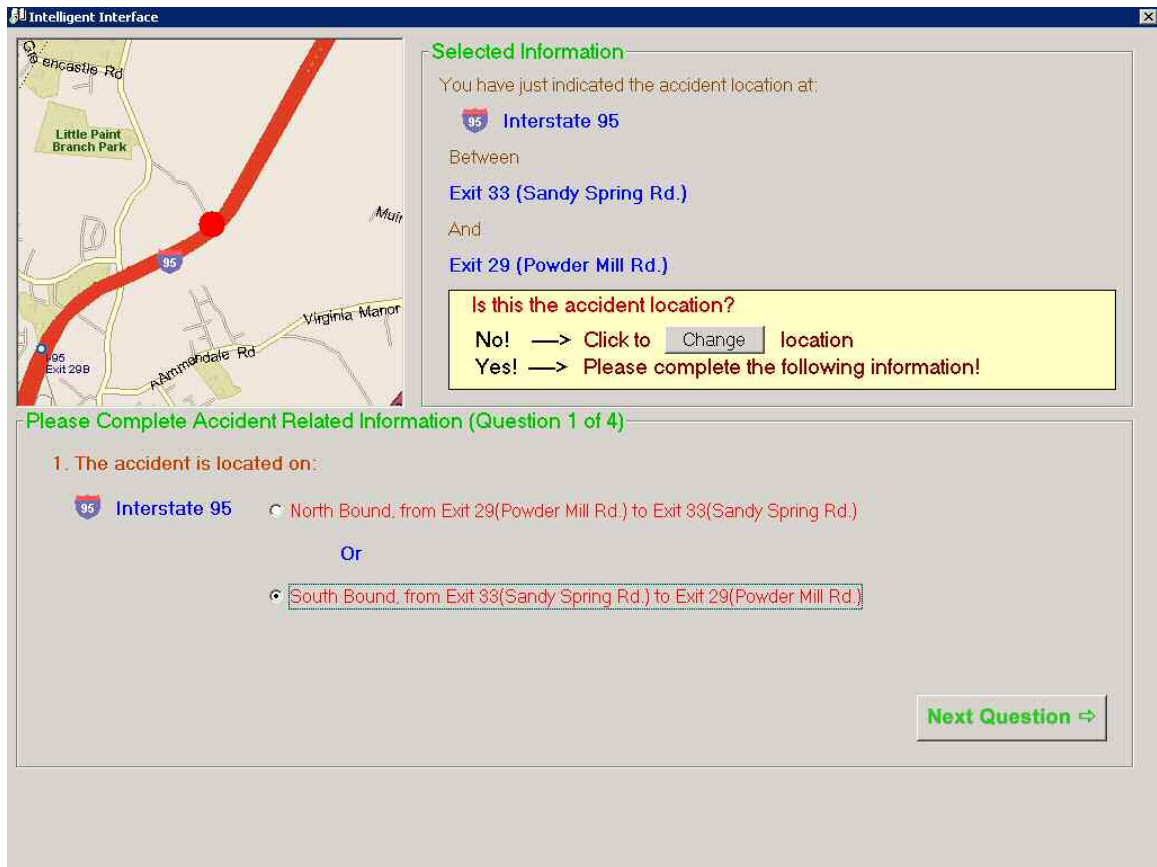 Intelligent Interface
Greencastle Rd
Little Paint
Branch Park
Muir
95
Virginia Manor
Ammendale Rd
I-95
Exit 29B
Selected Information
You have just indicated the accident location at:
95 Interstate 95
Between
Exit 33 (Sandy Spring Rd.)
And
Exit 29 (Powder Mill Rd.)
Is this the accident location?
No! —> Click to Change location
Yes! —> Please complete the following information!
Please Complete Accident Related Information (Question 1 of 4)
1. The accident is located on:
95 Interstate 95
North Bound, from Exit 29(Powder Mill Rd.) to Exit 33(Sandy Spring Rd.)
Or
South Bound, from Exit 33(Sandy Spring Rd.) to Exit 29(Powder Mill Rd.)
Next Question ⇨